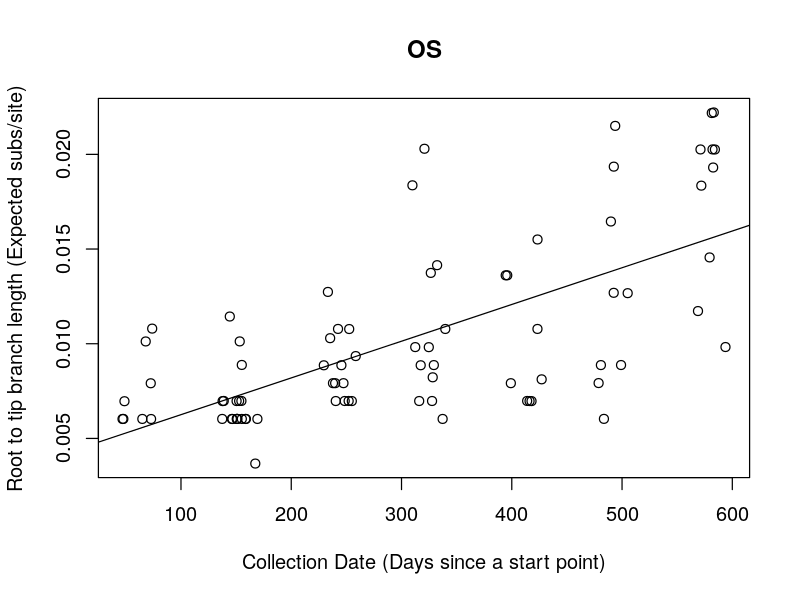 OS
Root to tip branch length (Expected subs/site)
0.020
0.015
0.010
0.005
100 200 300 400 500 600
Collection Date (Days since a start point)